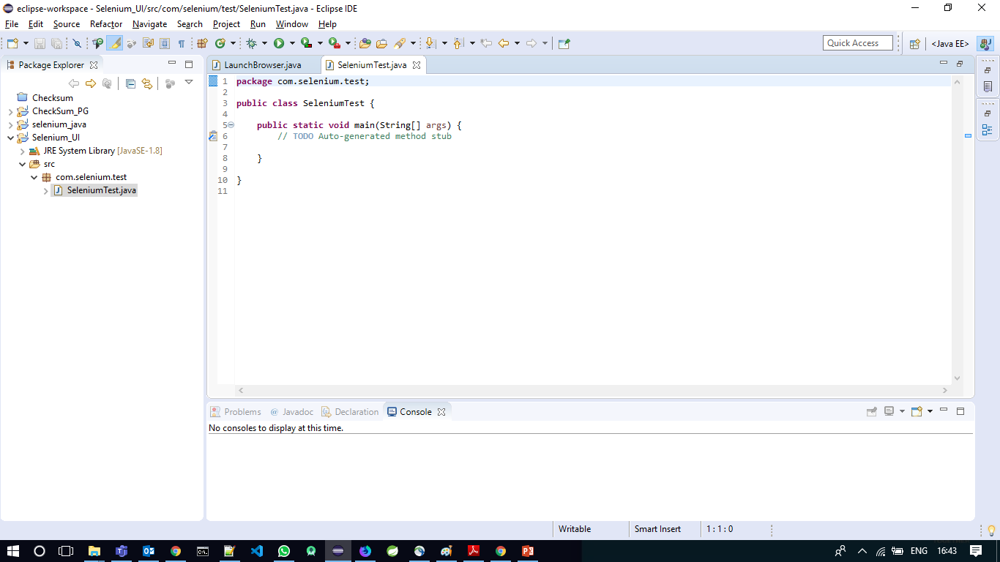 eclipse-workspace - Selenium_UI/src/com/selenium/test/SeleniumTest.java - Eclipse IDE
File Edit Source Refactor Navigate Search Project Run Window Help
Quick Access
<Java EE>
Package Explorer
LaunchBrowser.java
SeleniumTest.java
Checksum
CheckSum_PG
selenium_java
Selenium_UI
JRE System Library [JavaSE-1.8]
src
com.selenium.test
SeleniumTest.java
1 package com.selenium.test;
2
3 public class SeleniumTest {
4
5 public static void main(String[] args) {
6 // TODO Auto-generated method stub
7
8 }
9
10 }
11
Problems @ Javadoc Declaration Console
No consoles to display at this time.
Writable Smart Insert 1 : 1 : 0
ENG 16:43